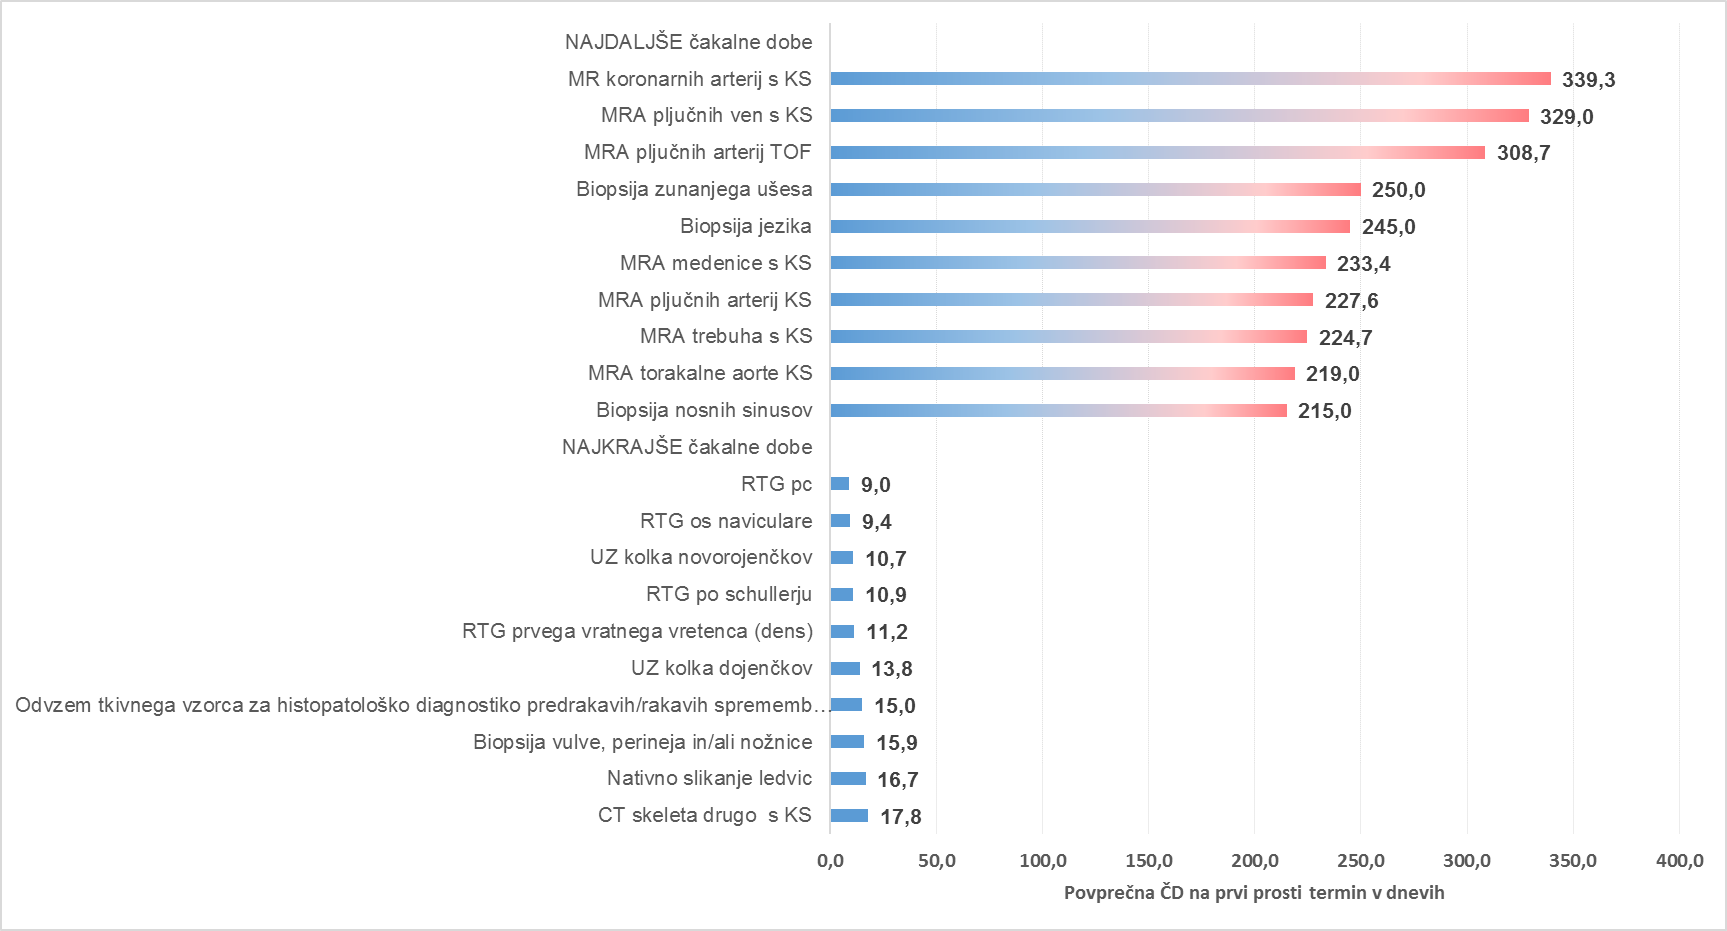 NAJDALJŠE čakalne dobe
MR koronarnih arterij s KS 339,3
MRA pljučnih ven s KS 329,0
MRA pljučnih arterij TOF 308,7
Biopsija zunanjega ušesa 250,0
Biopsija jezika 245,0
MRA medenice s KS 233,4
MRA pljučnih arterij KS 227,6
MRA trebuha s KS 224,7
MRA torakalne aorte KS 219,0
Biopsija nosnih sinusov 215,0
NAJKRAJŠE čakalne dobe
RTG pc 9,0
RTG os naviculare 9,4
UZ kolka novorojenčkov 10,7
RTG po schullerju 10,9
RTG prvega vratnega vretenca (dens) 11,2
UZ kolka dojenčkov 13,8
Odvzem tkivnega vzorca za histopatološko diagnostiko predrakavih/rakavih sprememb… 15,0
Biopsija vulve, perineja in/ali nožnice 15,9
Nativno slikanje ledvic 16,7
CT skeleta drugo  s KS 17,8
0,0 50,0 100,0 150,0 200,0 250,0 300,0 350,0 400,0
Povprečna ČD na prvi prosti termin v dnevih